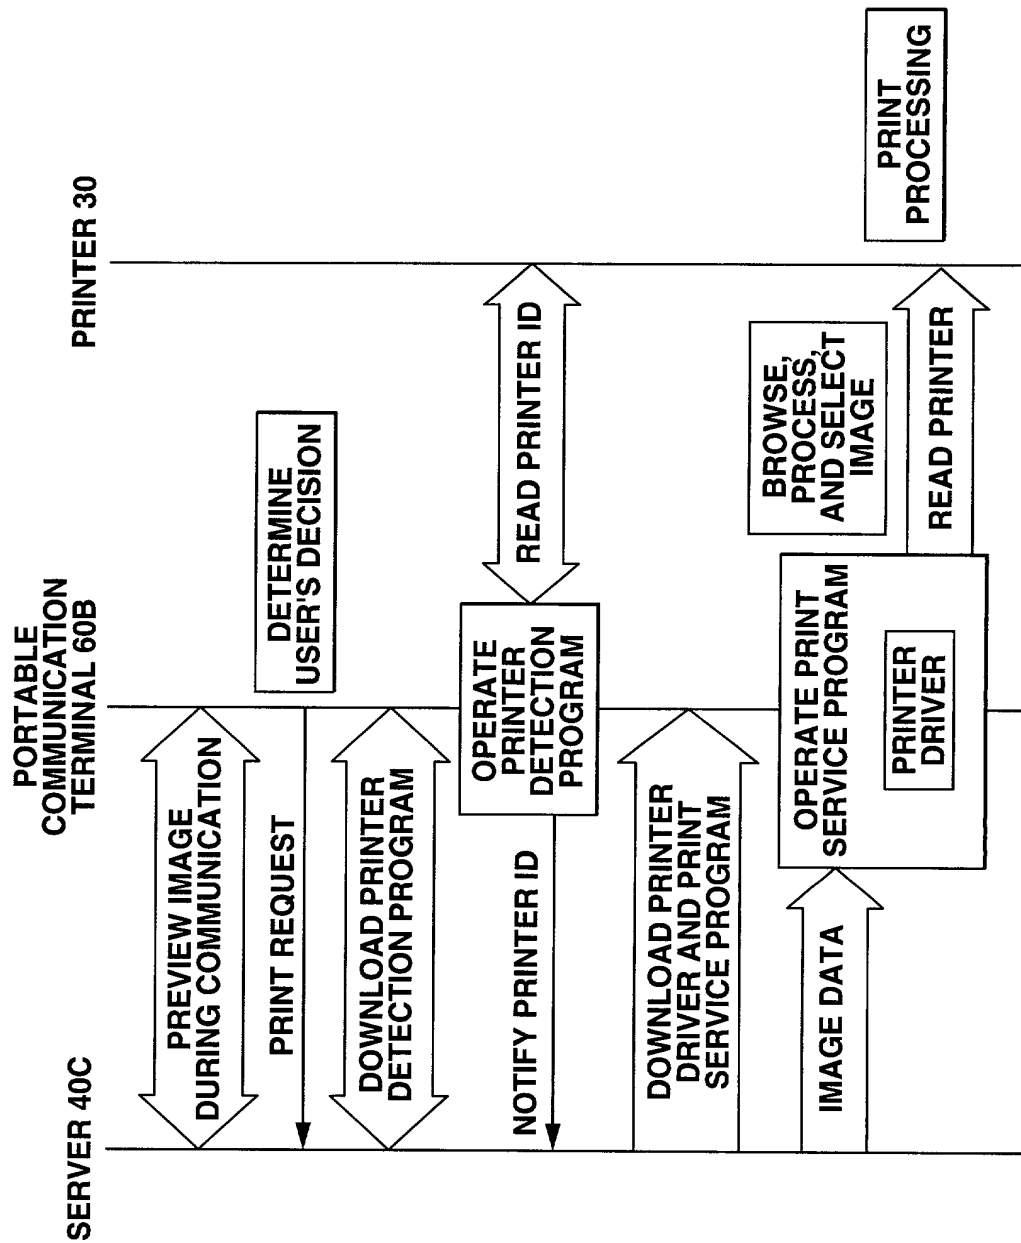 SERVER 40C
PORTABLE
COMMUNICATION
TERMINAL 60B
PRINTER 30
PREVIEW IMAGE
DURING COMMUNICATION
PRINT REQUEST
DETERMINE
USER'S DECISION
DOWNLOAD PRINTER
DETECTION PROGRAM
OPERATE
PRINTER
DETECTION
PROGRAM
READ PRINTER ID
NOTIFY PRINTER ID
DOWNLOAD PRINTER
DRIVER AND PRINT
SERVICE PROGRAM
IMAGE DATA
OPERATE PRINT
SERVICE PROGRAM
PRINTER
DRIVER
BROWSE,
PROCESS,
AND SELECT
IMAGE
READ PRINTER
PRINT
PROCESSING